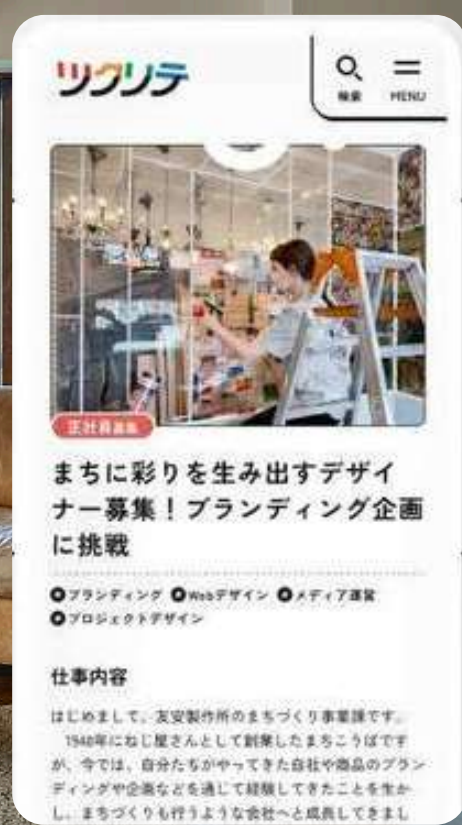 ツクリテ
検索 MENU
正社員募集
まちに彩りを生み出すデザイ
ナー募集！ブランディング企画
に挑戦
ブランディング Webデザイン メディア運営
プロジェクトデザイン
仕事内容
はじめまして。友安製作所のまちづくり事業課です。
1948年にねじ屋さんとして創業したまちこうばです
が、今では、自分たちがやってきた自社や商品のブラン
ディングや企画などを通じて経験してきたことを生か
し、まちづくりも行うような会社へと成長してきまし